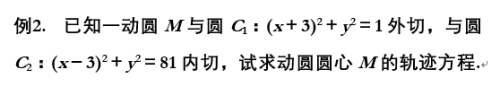 例2. 已知一动圆 M 与圆 C₁：(x+3)²+y²=1 外切，与圆
C₂：(x−3)²+y²=81 内切，试求动圆圆心 M 的轨迹方程.↵